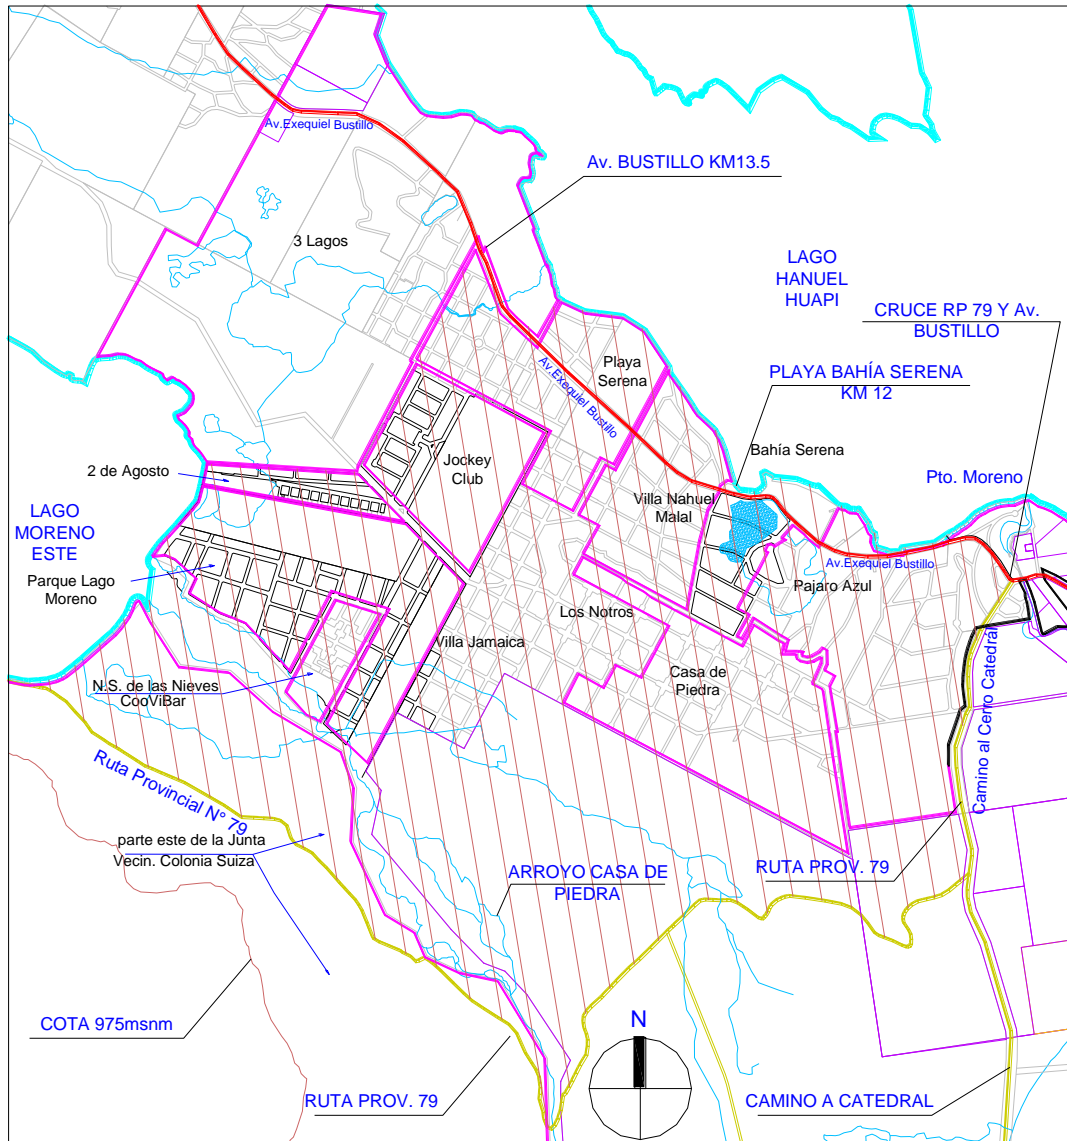 Av.Exequiel Bustillo
Av. BUSTILLO KM13.5
3 Lagos
LAGO
HANUEL
HUAPI
CRUCE RP 79 Y Av.
BUSTILLO
Playa
Serena
Av.Exequiel Bustillo
PLAYA BAHÍA SERENA
KM 12
Bahía Serena
Jockey
Club
2 de Agosto
Pto. Moreno
Villa Nahuel
Malal
LAGO
MORENO
ESTE
Av.Exequiel Bustillo
Parque Lago
Moreno
Pajaro Azul
Los Notros
Villa Jamaica
Casa de
Piedra
N.S. de las Nieves
CooViBar
Camino al Cerro Catedrál
Ruta Provincial N° 79
parte este de la Junta
Vecin. Colonia Suiza
ARROYO CASA DE
PIEDRA
RUTA PROV. 79
COTA 975msnm
N
RUTA PROV. 79
CAMINO A CATEDRAL